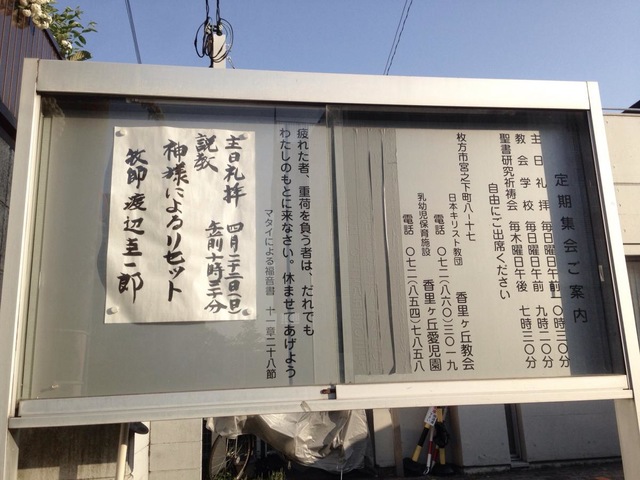 定期集会ご案内
主日礼拝 毎日曜日午前一〇時三〇分
教会学校 毎日曜日午前 九時二〇分
聖書研究祈祷会 毎木曜日午後 七時三〇分
自由にご出席ください
枚方市宮之下町八-十七
日本キリスト教団 香里ヶ丘教会
電話 〇七二(八六〇)三〇一九
乳幼児保育施設 香里ヶ丘愛児園
電話 〇七二(八五四)七八五八
疲れた者、重荷を負う者は、だれでも
わたしのもとに来なさい。休ませてあげよう
マタイによる福音書 十一章二十八節
主日礼拝 四月二十一日(日)
午前十時三十分
説教
神様によるリセット
牧師 渡辺圭一郎